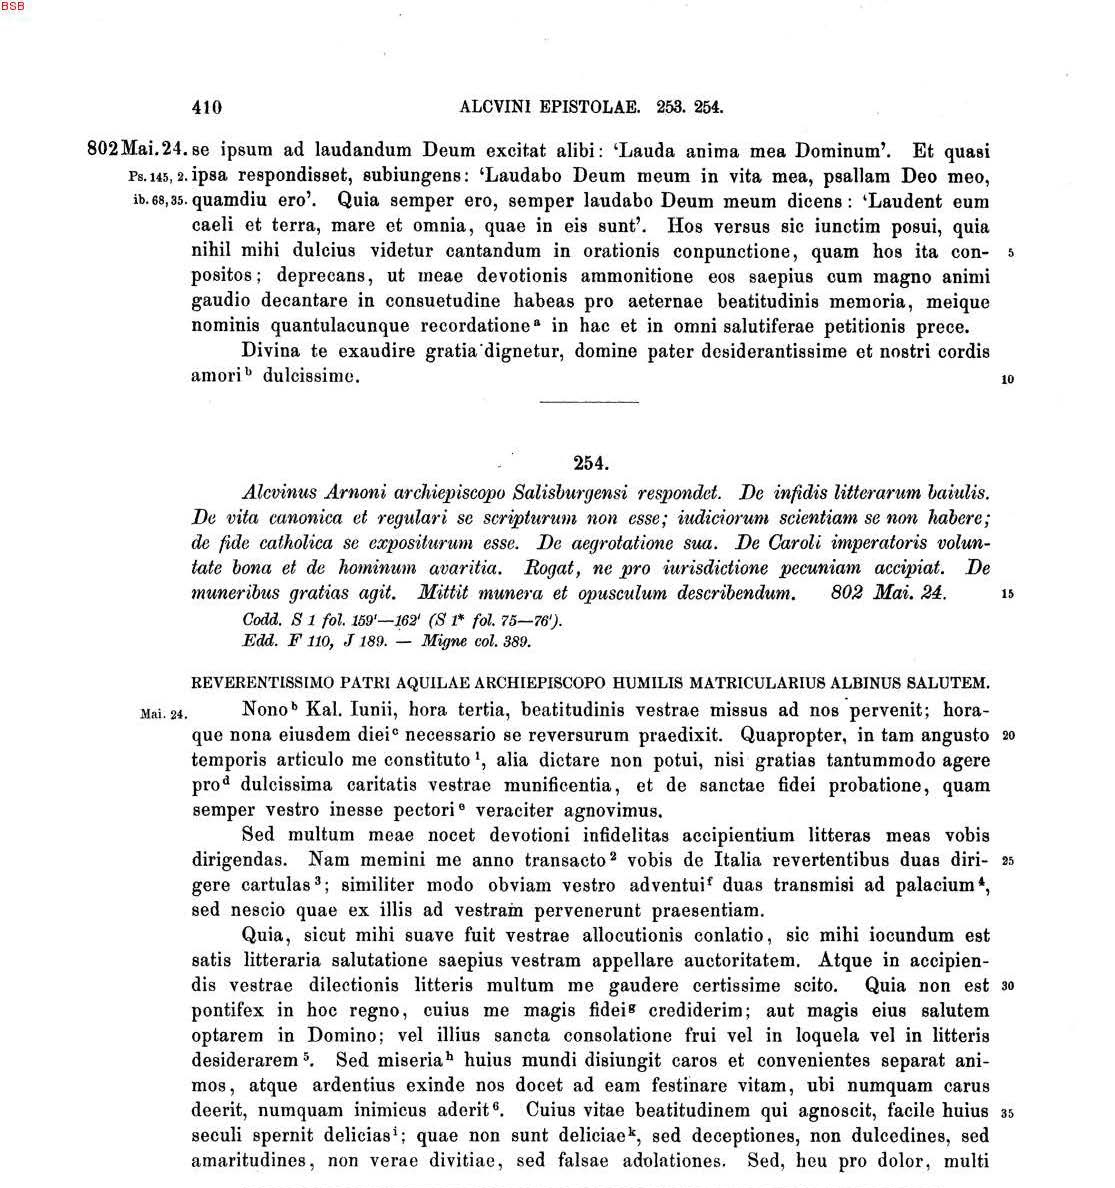 BSB
410 ALCVINI EPISTOLAE. 253. 254.
802 Mai. 24. se ipsum ad laudandum Deum excitat alibi: ‘Lauda anima mea Dominum’. Et quasi
Ps. 145, 2. ipsa respondisset, subiungens: ‘Laudabo Deum meum in vita mea, psallam Deo meo,
ib. 68, 35. quamdiu ero’. Quia semper ero, semper laudabo Deum meum dicens: ‘Laudent eum
caeli et terra, mare et omnia, quae in eis sunt’. Hos versus sic iunctim posui, quia
nihil mihi dulcius videtur cantandum in orationis conpunctione, quam hos ita con- 5
positos; deprecans, ut meae devotionis ammonitione eos saepius cum magno animi
gaudio decantare in consuetudine habeas pro aeternae beatitudinis memoria, meique
nominis quantulacunque recordatione ᵃ in hac et in omni salutiferae petitionis prece.
Divina te exaudire gratia dignetur, domine pater desiderantissime et nostri cordis
amori ᵇ dulcissime. 10
254.
Alcvinus Arnoni archiepiscopo Salisburgensi respondet. De infidis litterarum baiulis.
De vita canonica et regulari se scripturum non esse; iudiciorum scientiam se non habere;
de fide catholica se expositurum esse. De aegrotatione sua. De Caroli imperatoris volun-
tate bona et de hominum avaritia. Rogat, ne pro iurisdictione pecuniam accipiat. De
muneribus gratias agit. Mittit munera et opusculum describendum. 802 Mai. 24. 15
Codd. S 1 fol. 159'—162' (S 1* fol. 75—76').
Edd. F 110, J 189. — Migne col. 389.
REVERENTISSIMO PATRI AQUILAE ARCHIEPISCOPO HUMILIS MATRICULARIUS ALBINUS SALUTEM.
Mai. 24. Nono ᵇ Kal. Iunii, hora tertia, beatitudinis vestrae missus ad nos pervenit; hora-
que nona eiusdem diei ᶜ necessario se reversurum praedixit. Quapropter, in tam angusto 20
temporis articulo me constituto ¹, alia dictare non potui, nisi gratias tantummodo agere
pro ᵈ dulcissima caritatis vestrae munificentia, et de sanctae fidei probatione, quam
semper vestro inesse pectori ᵉ veraciter agnovimus.
Sed multum meae nocet devotioni infidelitas accipientium litteras meas vobis
dirigendas. Nam memini me anno transacto ² vobis de Italia revertentibus duas diri- 25
gere cartulas ³; similiter modo obviam vestro adventui ᶠ duas transmisi ad palacium ⁴,
sed nescio quae ex illis ad vestram pervenerunt praesentiam.
Quia, sicut mihi suave fuit vestrae allocutionis conlatio, sic mihi iocundum est
satis litteraria salutatione saepius vestram appellare auctoritatem. Atque in accipien-
dis vestrae dilectionis litteris multum me gaudere certissime scito. Quia non est 30
pontifex in hoc regno, cuius me magis fidei ᵍ crediderim; aut magis eius salutem
optarem in Domino; vel illius sancta consolatione frui vel in loquela vel in litteris
desiderarem ⁵. Sed miseria ʰ huius mundi disiungit caros et convenientes separat ani-
mos, atque ardentius exinde nos docet ad eam festinare vitam, ubi numquam carus
deerit, numquam inimicus aderit ⁶. Cuius vitae beatitudinem qui agnoscit, facile huius 35
seculi spernit delicias ⁱ; quae non sunt deliciae ᵏ, sed deceptiones, non dulcedines, sed
amaritudines, non verae divitiae, sed falsae adolationes. Sed, heu pro dolor, multi